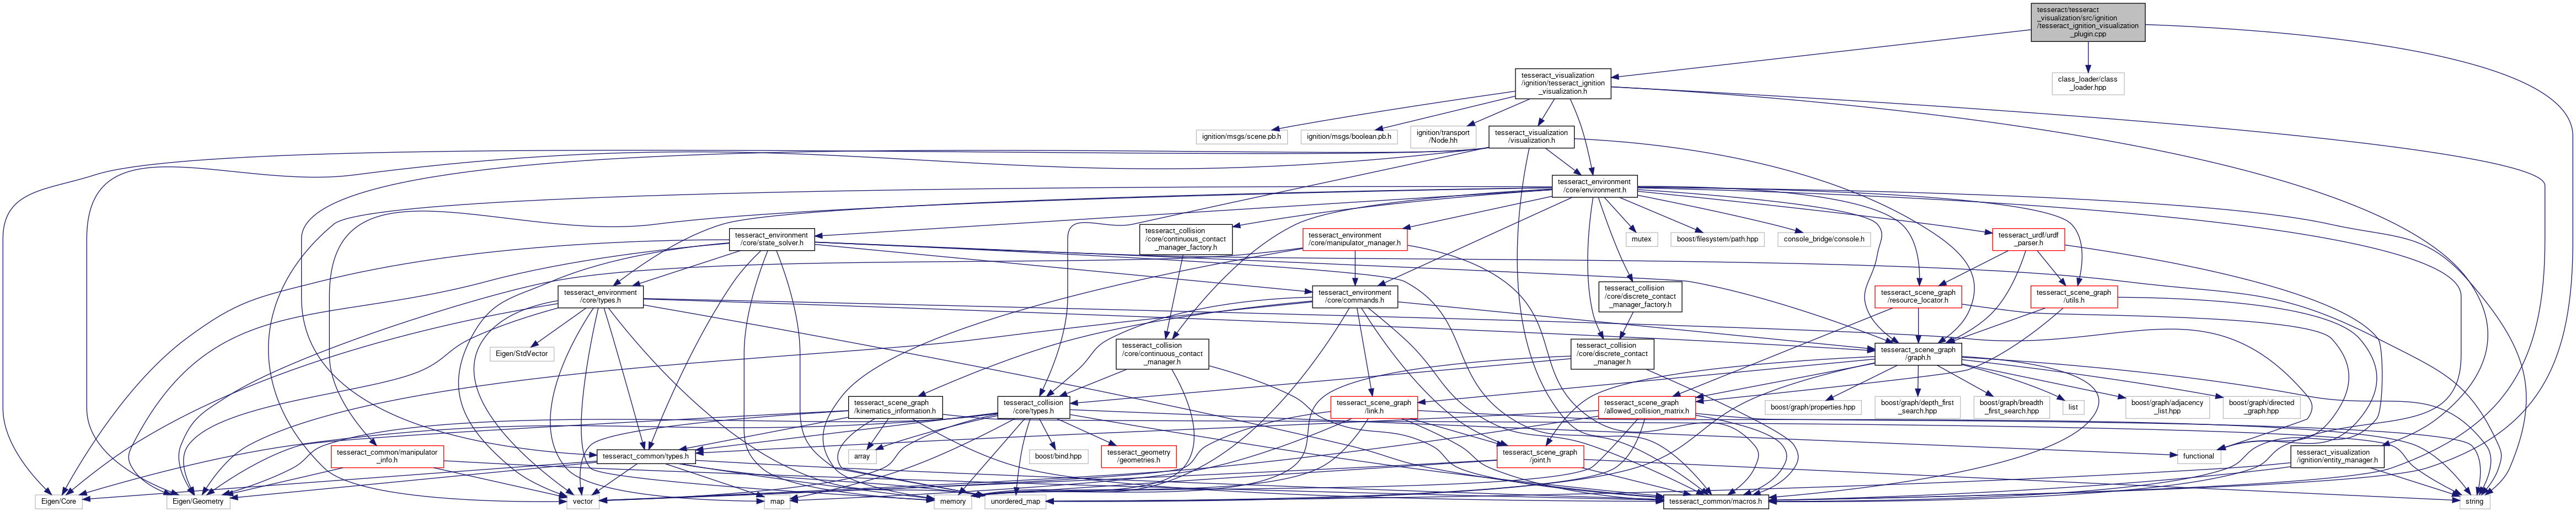 tesseract/tesseract
_visualization/src/ignition
/tesseract_ignition_visualization
_plugin.cpp
tesseract_visualization
/ignition/tesseract_ignition
_visualization.h
class_loader/class
_loader.hpp
ignition/msgs/scene.pb.h
ignition/msgs/boolean.pb.h
ignition/transport
/Node.hh
tesseract_visualization
/visualization.h
tesseract_environment
/core/environment.h
tesseract_environment
/core/state_solver.h
tesseract_collision
/core/continuous_contact
_manager_factory.h
tesseract_environment
/core/manipulator_manager.h
mutex
boost/filesystem/path.hpp
console_bridge/console.h
tesseract_urdf/urdf
_parser.h
tesseract_environment
/core/types.h
tesseract_environment
/core/commands.h
tesseract_collision
/core/discrete_contact
_manager_factory.h
tesseract_scene_graph
/resource_locator.h
tesseract_scene_graph
/utils.h
Eigen/StdVector
tesseract_collision
/core/continuous_contact
_manager.h
tesseract_collision
/core/discrete_contact
_manager.h
tesseract_scene_graph
/graph.h
tesseract_scene_graph
/kinematics_information.h
tesseract_collision
/core/types.h
tesseract_scene_graph
/link.h
tesseract_scene_graph
/allowed_collision_matrix.h
boost/graph/properties.hpp
boost/graph/depth_first
_search.hpp
boost/graph/breadth
_first_search.hpp
list
boost/graph/adjacency
_list.hpp
boost/graph/directed
_graph.hpp
tesseract_common/manipulator
_info.h
tesseract_common/types.h
array
boost/bind.hpp
tesseract_geometry
/geometries.h
tesseract_scene_graph
/joint.h
functional
tesseract_visualization
/ignition/entity_manager.h
Eigen/Core
Eigen/Geometry
vector
map
memory
unordered_map
tesseract_common/macros.h
string